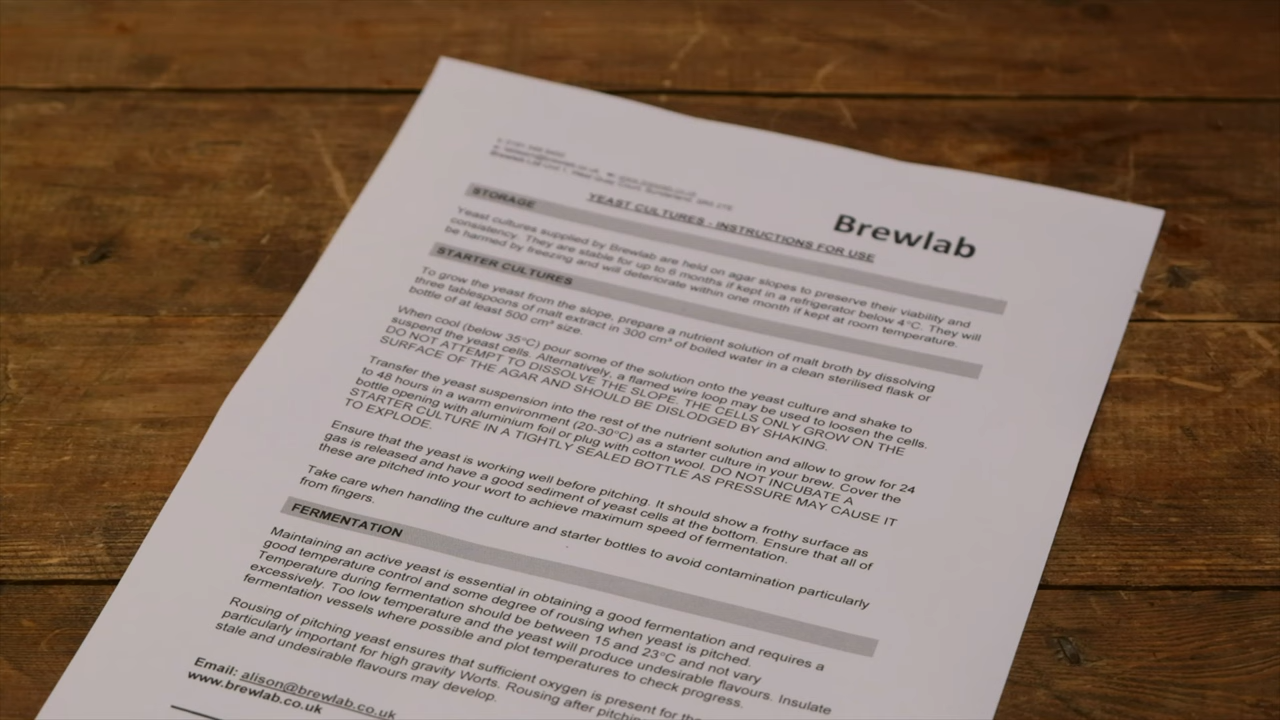 Brewlab
YEAST CULTURES - INSTRUCTIONS FOR USE
STORAGE
Yeast cultures supplied by Brewlab are held on agar slopes to preserve their viability and
consistency. They are stable for up to 6 months if kept in a refrigerator below 4°C. They will
be harmed by freezing and will deteriorate within one month if kept at room temperature.
STARTER CULTURES
To grow the yeast from the slope, prepare a nutrient solution of malt broth by dissolving
three tablespoons of malt extract in 300 cm³ of boiled water in a clean sterilised flask or
bottle of at least 500 cm³ size.
When cool (below 35°C) pour some of the solution onto the yeast culture and shake to
suspend the yeast cells. Alternatively, a flamed wire loop may be used to loosen the cells.
DO NOT ATTEMPT TO DISSOLVE THE SLOPE. THE CELLS ONLY GROW ON THE
SURFACE OF THE AGAR AND SHOULD BE DISLODGED BY SHAKING.
Transfer the yeast suspension into the rest of the nutrient solution and allow to grow for 24
to 48 hours in a warm environment (20-30°C) as a starter culture in your brew. Cover the
bottle opening with aluminium foil or plug with cotton wool. DO NOT INCUBATE A
STARTER CULTURE IN A TIGHTLY SEALED BOTTLE AS PRESSURE MAY CAUSE IT
TO EXPLODE.
Ensure that the yeast is working well before pitching. It should show a frothy surface as
gas is released and have a good sediment of yeast cells at the bottom. Ensure that all of
these are pitched into your wort to achieve maximum speed of fermentation.
Take care when handling the culture and starter bottles to avoid contamination particularly
from fingers.
FERMENTATION
Maintaining an active yeast is essential in obtaining a good fermentation and requires a
good temperature control and some degree of rousing when yeast is pitched.
Temperature during fermentation should be between 15 and 23°C and not vary
excessively. Too low temperature and the yeast will produce undesirable flavours. Insulate
fermentation vessels where possible and plot temperatures to check progress.
Rousing of pitching yeast ensures that sufficient oxygen is present for the
particularly important for high gravity Worts. Rousing after pitching
stale and undesirable flavours may develop.
Email: alison@brewlab.co.uk
www.brewlab.co.uk